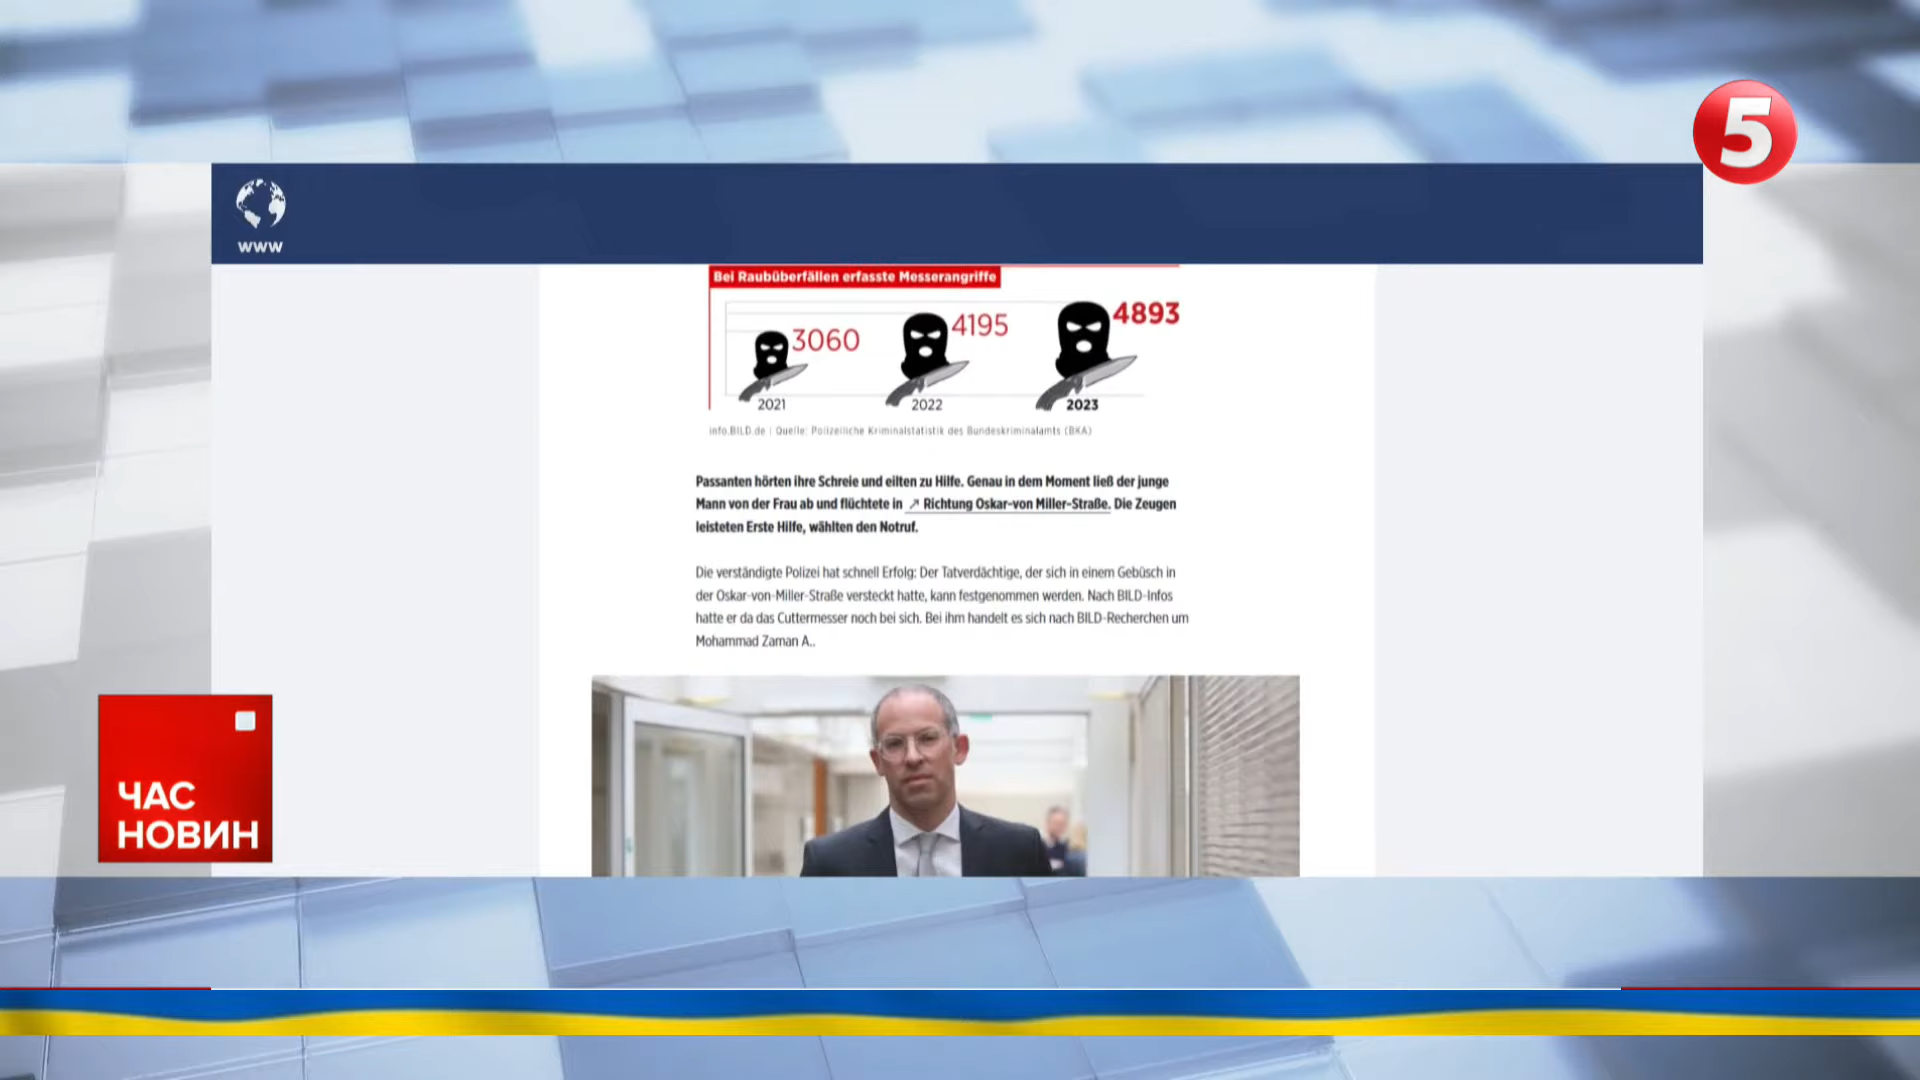 5
WWW
Bei Raubüberfällen erfasste Messerangriffe
3060
4195
4893
2021
2022
2023
info.BILD.de | Quelle: Polizeiliche Kriminalstatistik des Bundeskriminalamts (BKA)
Passanten hörten ihre Schreie und eilten zu Hilfe. Genau in dem Moment ließ der junge
Mann von der Frau ab und flüchtete in ↗ Richtung Oskar-von Miller-Straße. Die Zeugen
leisteten Erste Hilfe, wählten den Notruf.
Die verständigte Polizei hat schnell Erfolg: Der Tatverdächtige, der sich in einem Gebüsch in
der Oskar-von-Miller-Straße versteckt hatte, kann festgenommen werden. Nach BILD-Infos
hatte er da das Cuttermesser noch bei sich. Bei ihm handelt es sich nach BILD-Recherchen um
Mohammad Zaman A..
ЧАС
НОВИН